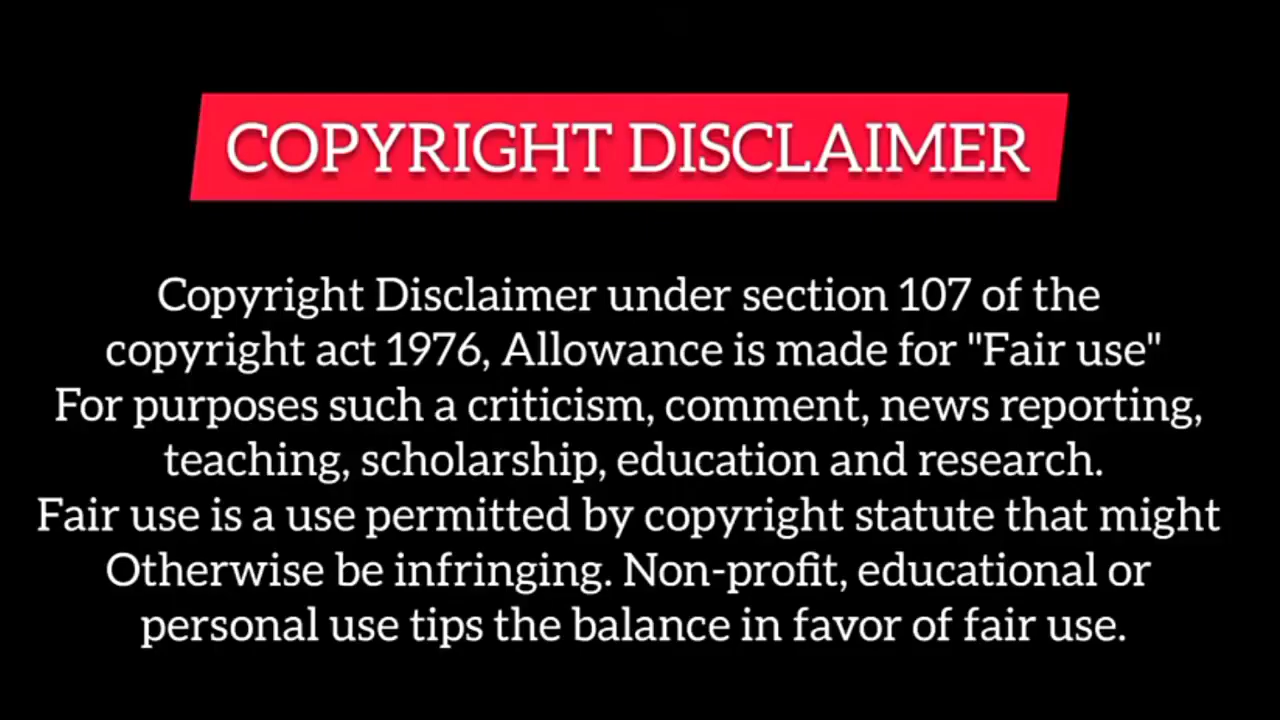 COPYRIGHT DISCLAIMER
Copyright Disclaimer under section 107 of the
copyright act 1976, Allowance is made for "Fair use"
For purposes such a criticism, comment, news reporting,
teaching, scholarship, education and research.
Fair use is a use permitted by copyright statute that might
Otherwise be infringing. Non-profit, educational or
personal use tips the balance in favor of fair use.